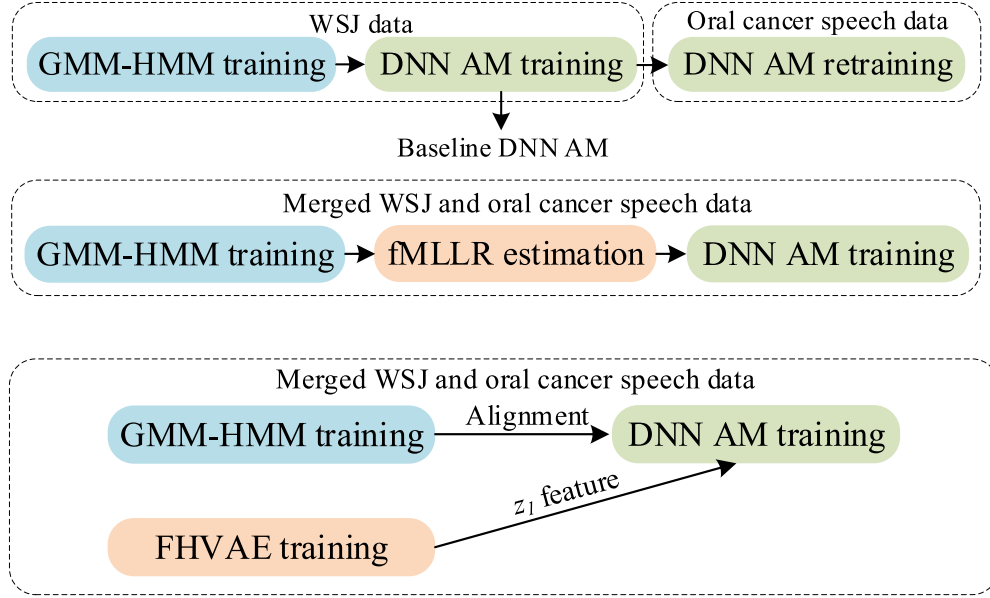 WSJ data
Oral cancer speech data
GMM-HMM training
DNN AM training
DNN AM retraining
Baseline DNN AM
Merged WSJ and oral cancer speech data
GMM-HMM training
fMLLR estimation
DNN AM training
Merged WSJ and oral cancer speech data
Alignment
GMM-HMM training
DNN AM training
z₁ feature
FHVAE training